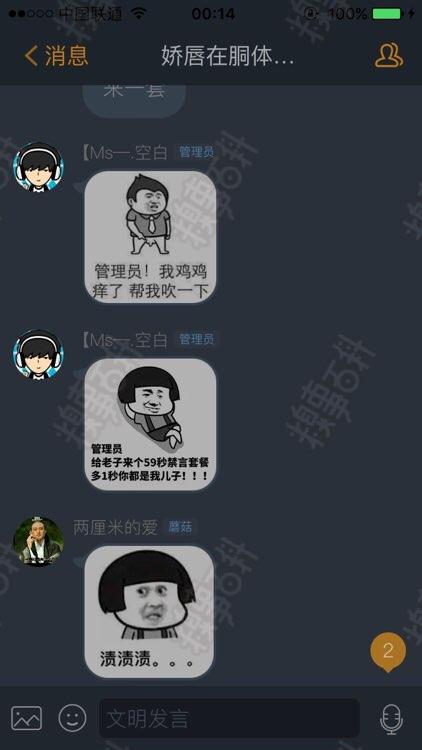 中国联通 00:14 100%
消息 娇唇在胴体...
来一套
【Ms一.空白 管理员
管理员！我鸡鸡
痒了 帮我吹一下
【Ms一.空白 管理员
管理员
给老子来个59秒禁言套餐
多1秒你都是我儿子！！！
两厘米的爱 蘑菇
渍渍渍。。。
2
文明发言
糗事百科